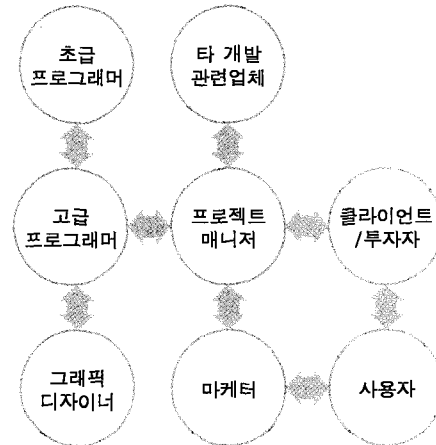 초급
프로그래머
타 개발
관련업체
고급
프로그래머
프로젝트
매니저
클라이언트
/투자자
그래픽
디자이너
마케터
사용자